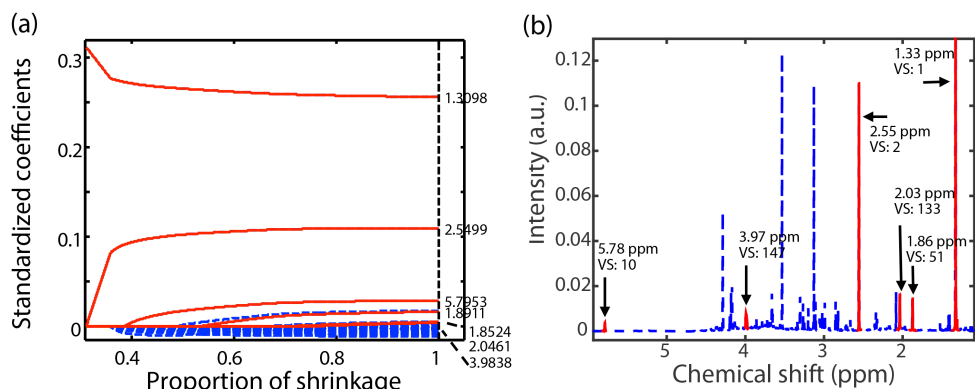 (a)
Standardized coefficients
0.3
0.2
0.1
0
0.4
0.6
0.8
1
Proportion of shrinkage
1.3098
2.5499
5.7953
1.8911
1.8524
2.0461
3.9838
(b)
Intensity (a.u.)
0.12
0.1
0.08
0.06
0.04
0.02
0
5
4
3
2
Chemical shift (ppm)
1.33 ppm
VS: 1
2.55 ppm
VS: 2
2.03 ppm
VS: 133
1.86 ppm
VS: 51
3.97 ppm
VS: 147
5.78 ppm
VS: 10